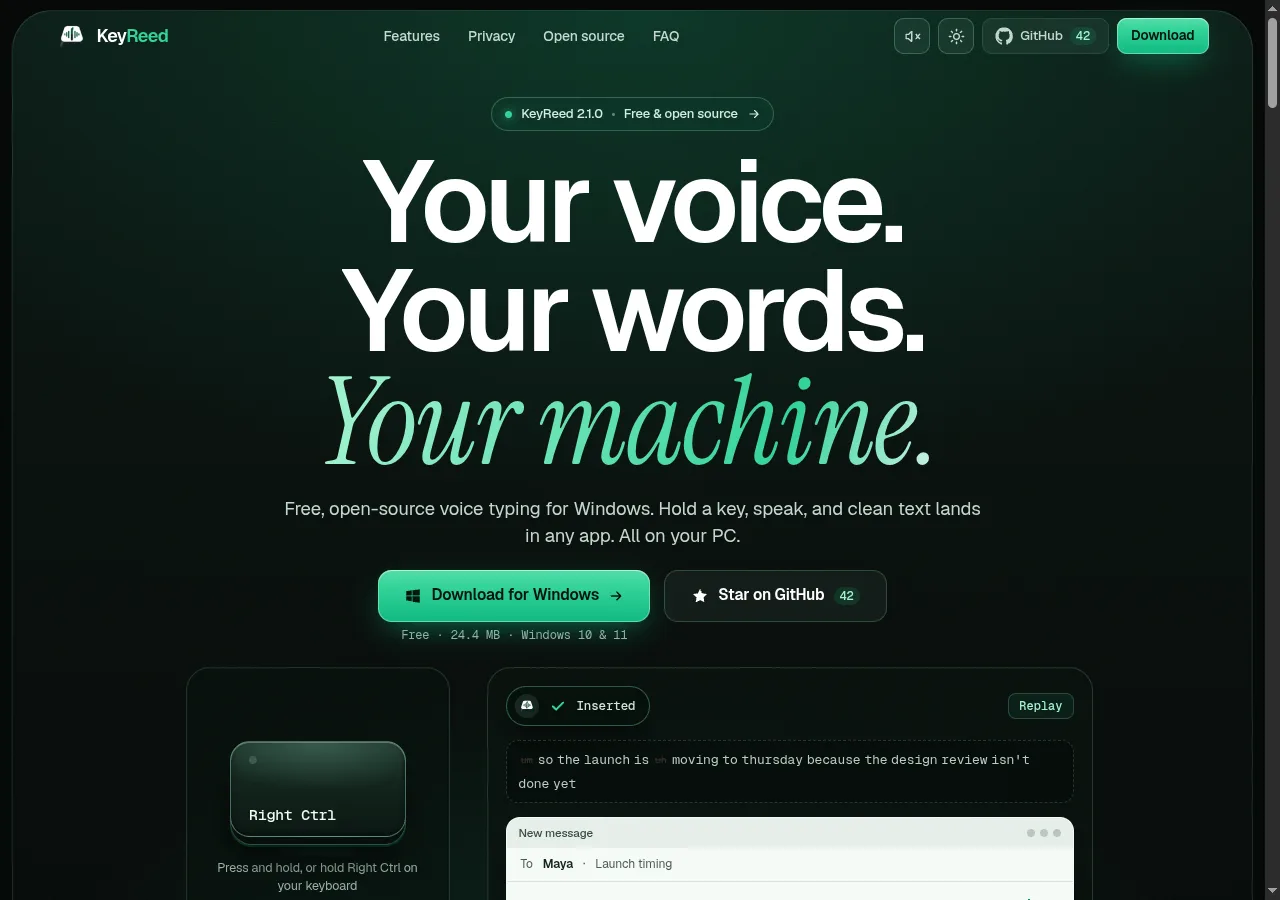 KeyReed
Features
Privacy
Open source
FAQ
GitHub 42
Download
KeyReed 2.1.0 · Free & open source →
Your voice.
Your words.
Your machine.
Free, open-source voice typing for Windows. Hold a key, speak, and clean text lands
in any app. All on your PC.
Download for Windows →
Star on GitHub 42
Free · 24.4 MB · Windows 10 & 11
Right Ctrl
Press and hold, or hold Right Ctrl on
your keyboard
Inserted
Replay
so the launch is moving to thursday because the design review isn't
done yet
New message
To Maya · Launch timing